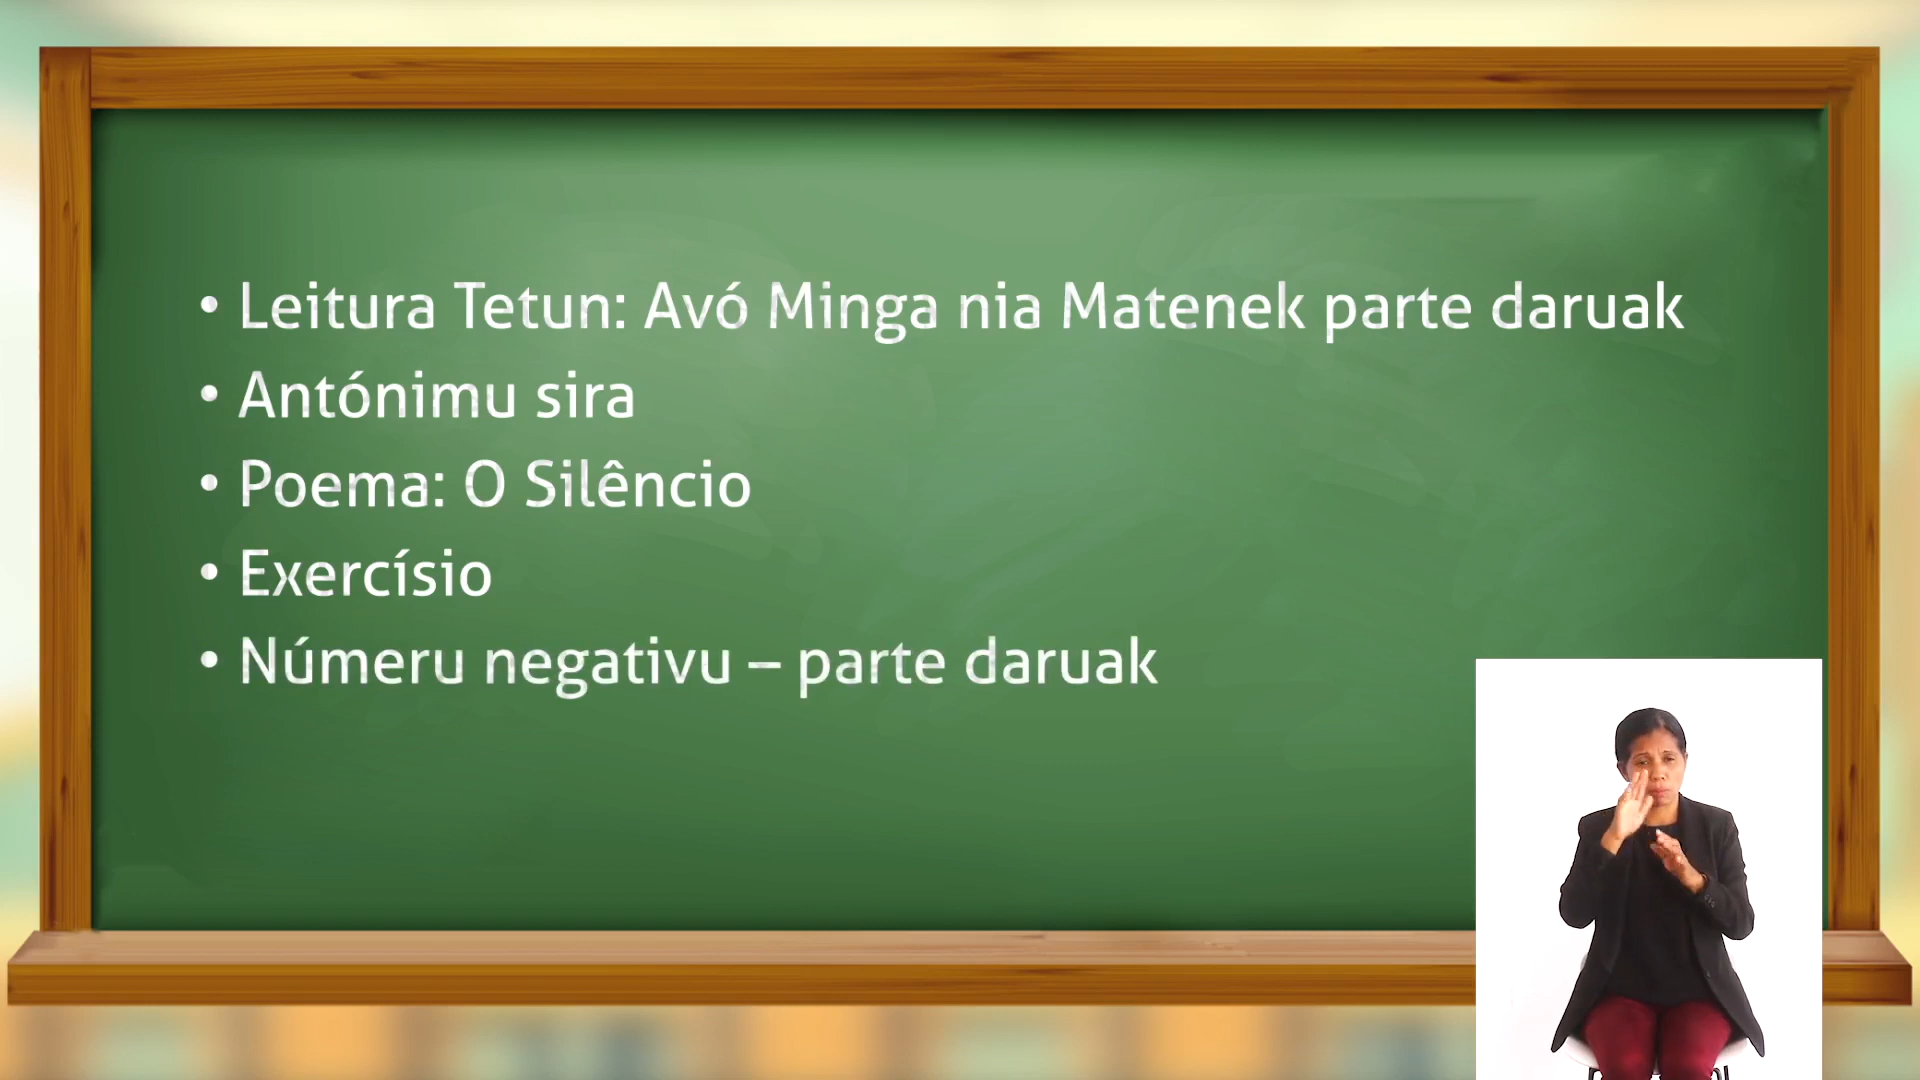 • Leitura Tetun: Avó Minga nia Matenek parte daruak
• Antónimu sira
• Poema: O Silêncio
• Exercísio
• Númeru negativu – parte daruak